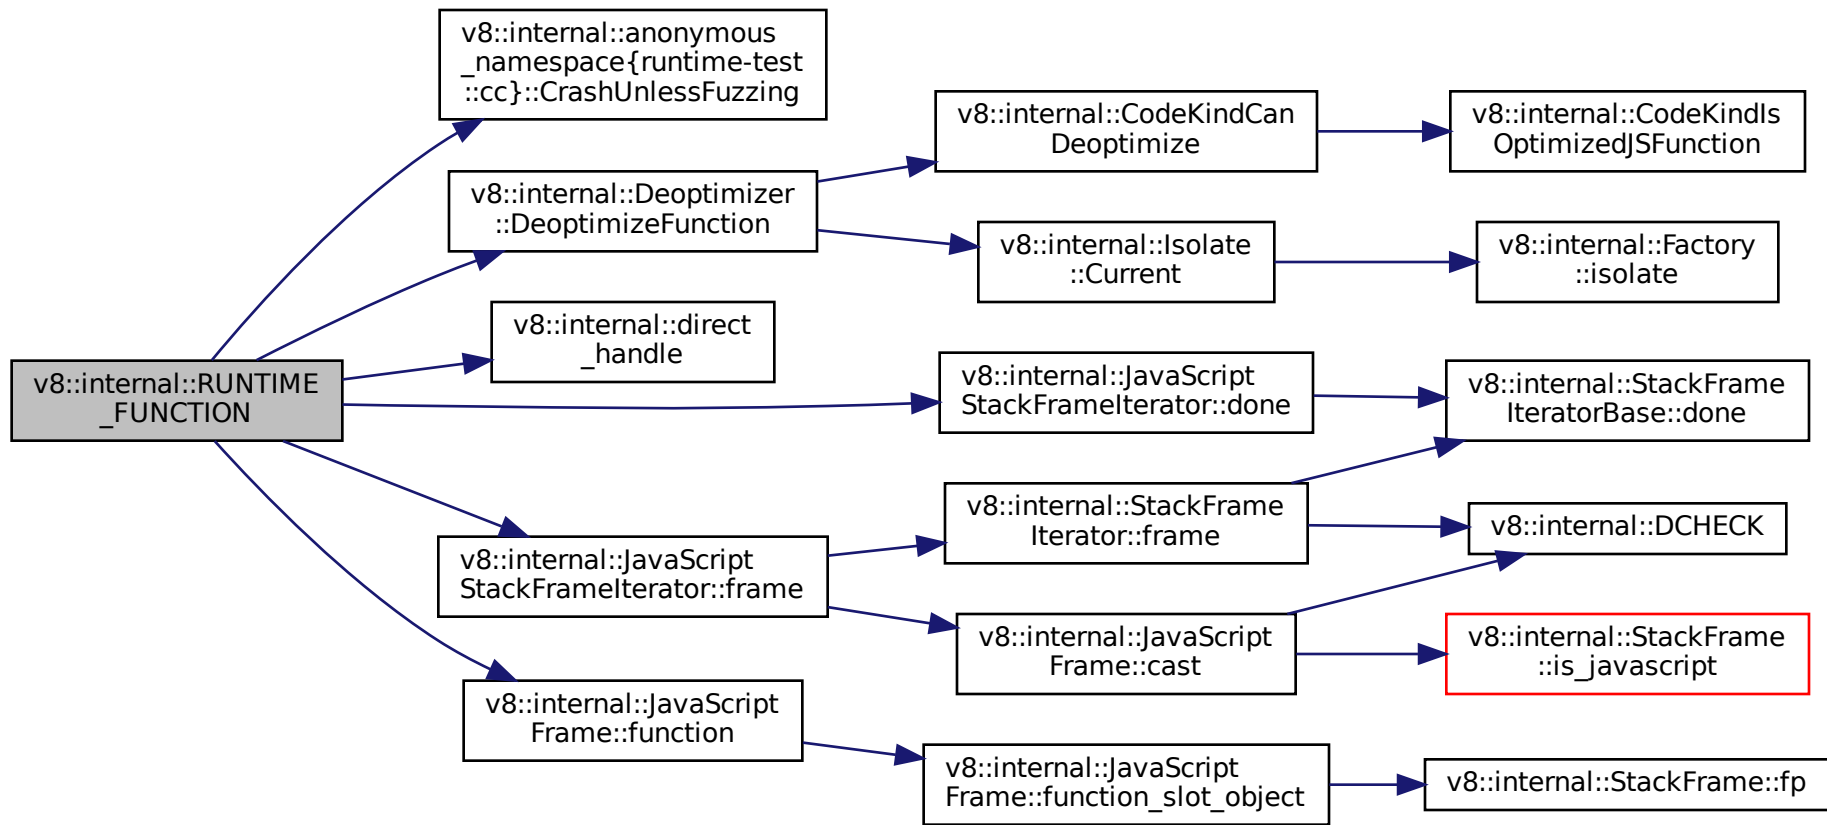 v8::internal::RUNTIME
_FUNCTION
v8::internal::anonymous
_namespace{runtime-test
::cc}::CrashUnlessFuzzing
v8::internal::Deoptimizer
::DeoptimizeFunction
v8::internal::CodeKindCan
Deoptimize
v8::internal::CodeKindIs
OptimizedJSFunction
v8::internal::Isolate
::Current
v8::internal::Factory
::isolate
v8::internal::direct
_handle
v8::internal::JavaScript
StackFrameIterator::done
v8::internal::StackFrame
IteratorBase::done
v8::internal::JavaScript
StackFrameIterator::frame
v8::internal::StackFrame
Iterator::frame
v8::internal::DCHECK
v8::internal::JavaScript
Frame::cast
v8::internal::StackFrame
::is_javascript
v8::internal::JavaScript
Frame::function
v8::internal::JavaScript
Frame::function_slot_object
v8::internal::StackFrame::fp